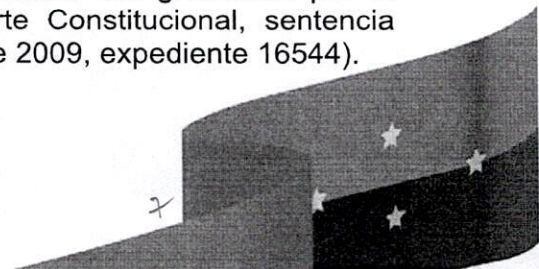 rte Constitucional, sentencia
e 2009, expediente 16544).